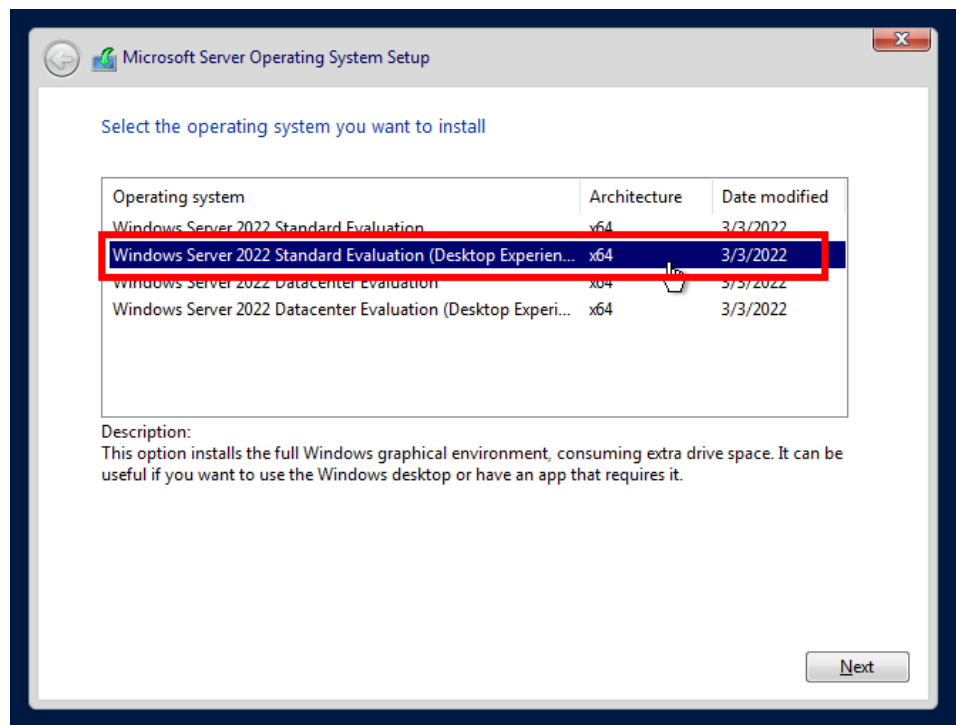 Microsoft Server Operating System Setup
X
Select the operating system you want to install
Operating system Architecture Date modified
Windows Server 2022 Standard Evaluation x64 3/3/2022
Windows Server 2022 Standard Evaluation (Desktop Experien... x64 3/3/2022
Windows Server 2022 Datacenter Evaluation x64 3/3/2022
Windows Server 2022 Datacenter Evaluation (Desktop Experi... x64 3/3/2022
Description:
This option installs the full Windows graphical environment, consuming extra drive space. It can be
useful if you want to use the Windows desktop or have an app that requires it.
Next